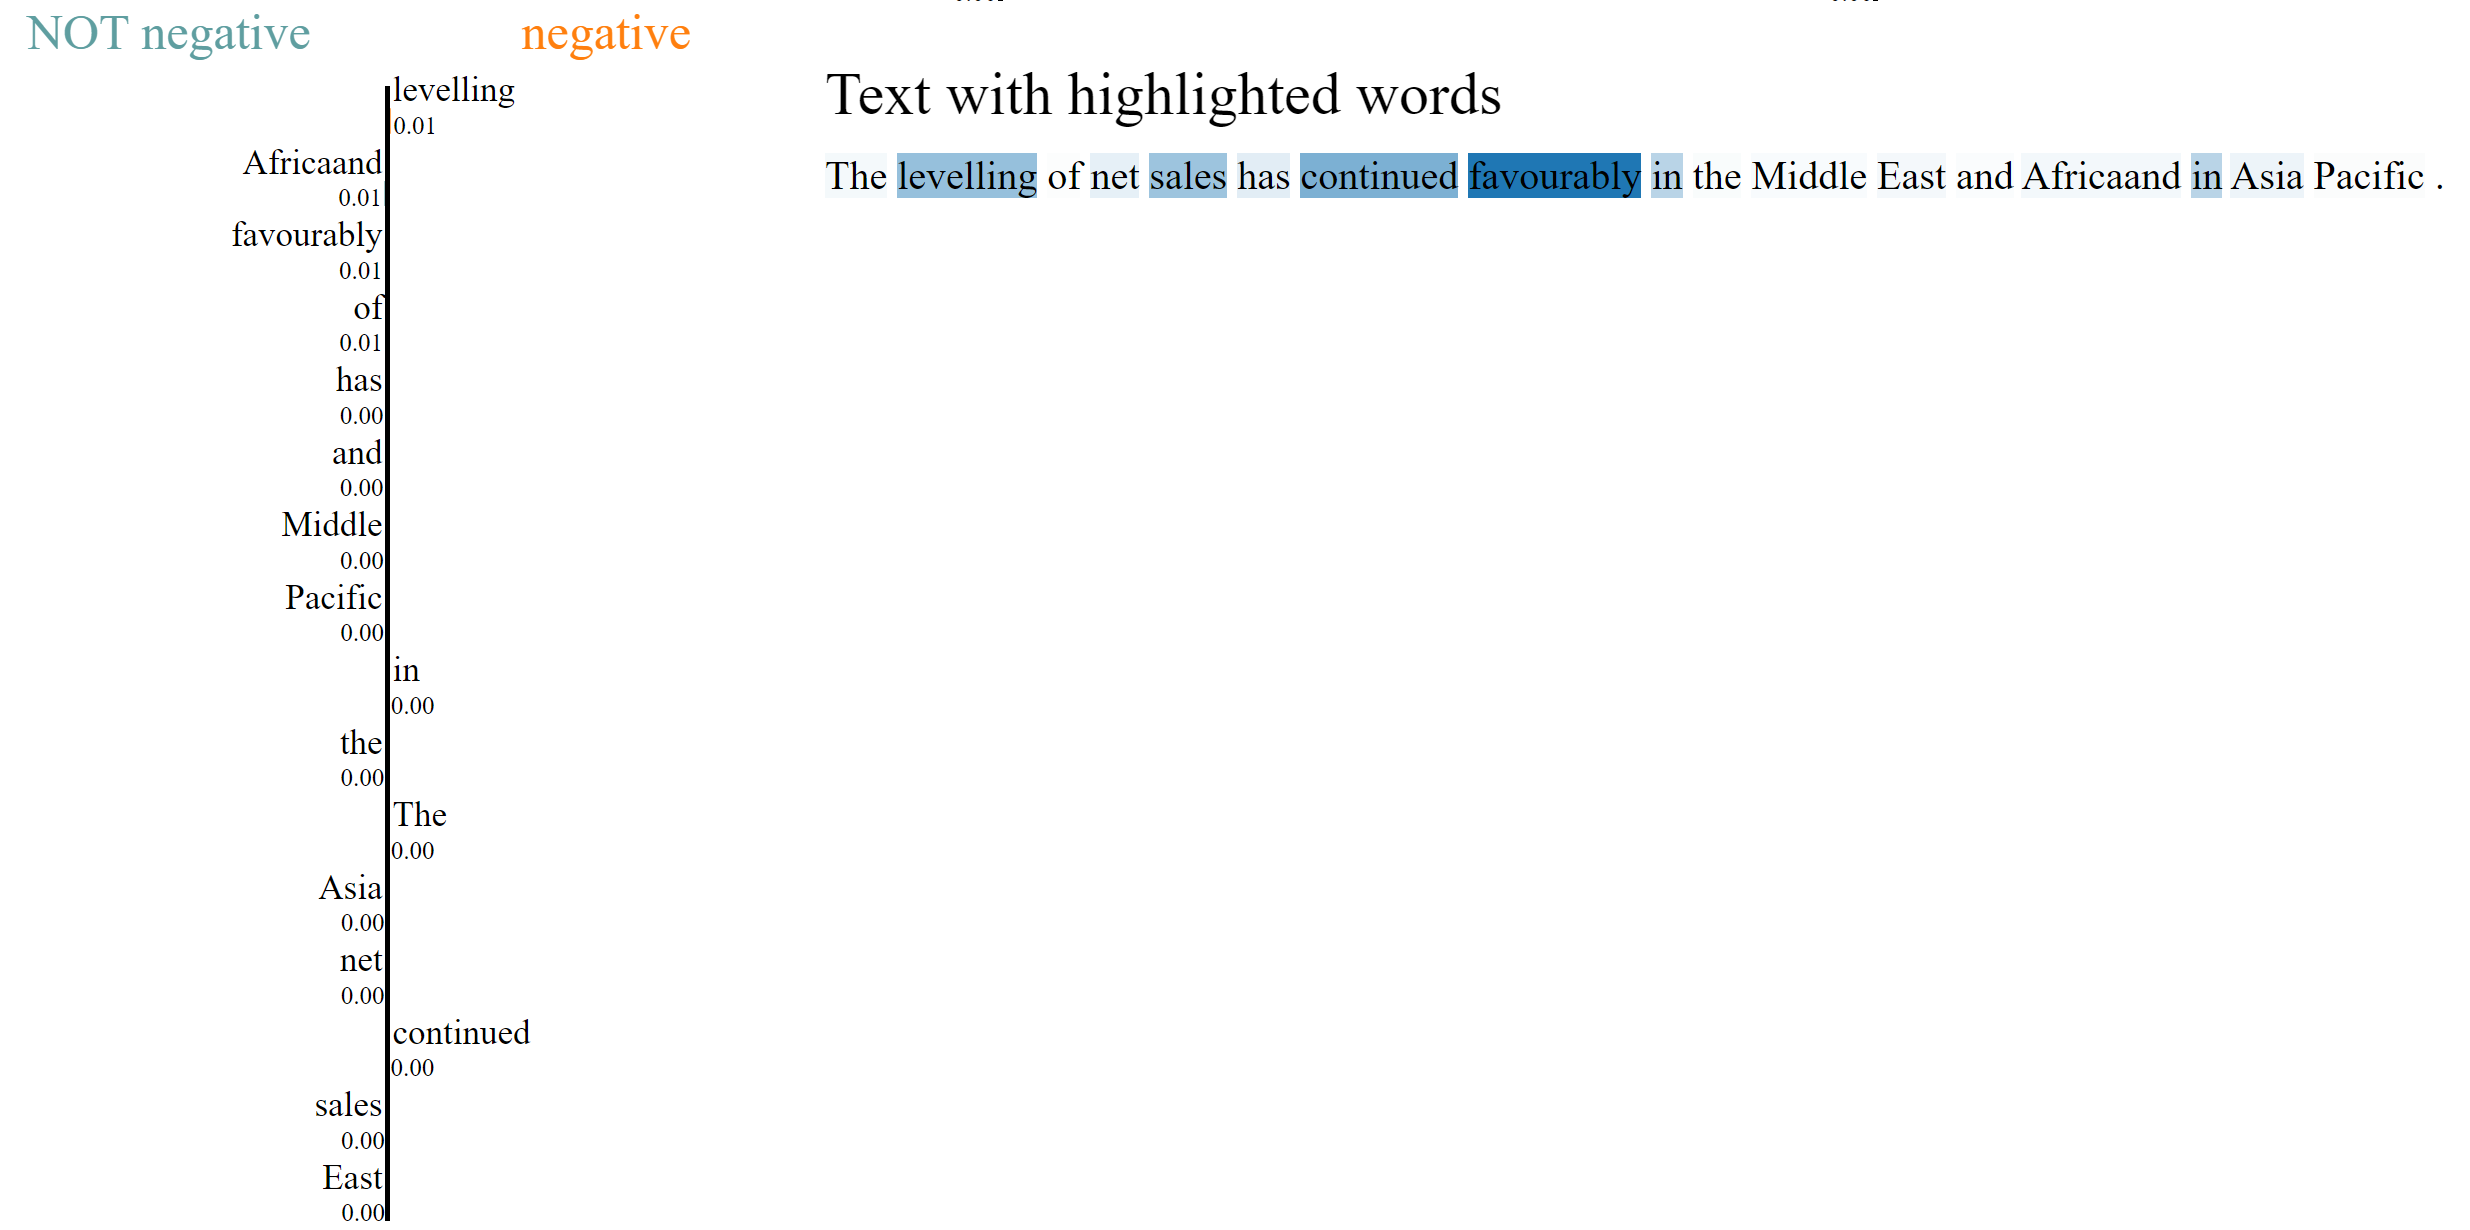 NOT negative negative
levelling
0.01
Africaand
0.01
favourably
0.01
of
0.01
has
0.00
and
0.00
Middle
0.00
Pacific
0.00
in
0.00
the
0.00
The
0.00
Asia
0.00
net
0.00
continued
0.00
sales
0.00
East
0.00
Text with highlighted words
The levelling of net sales has continued favourably in the Middle East and Africaand in Asia Pacific .